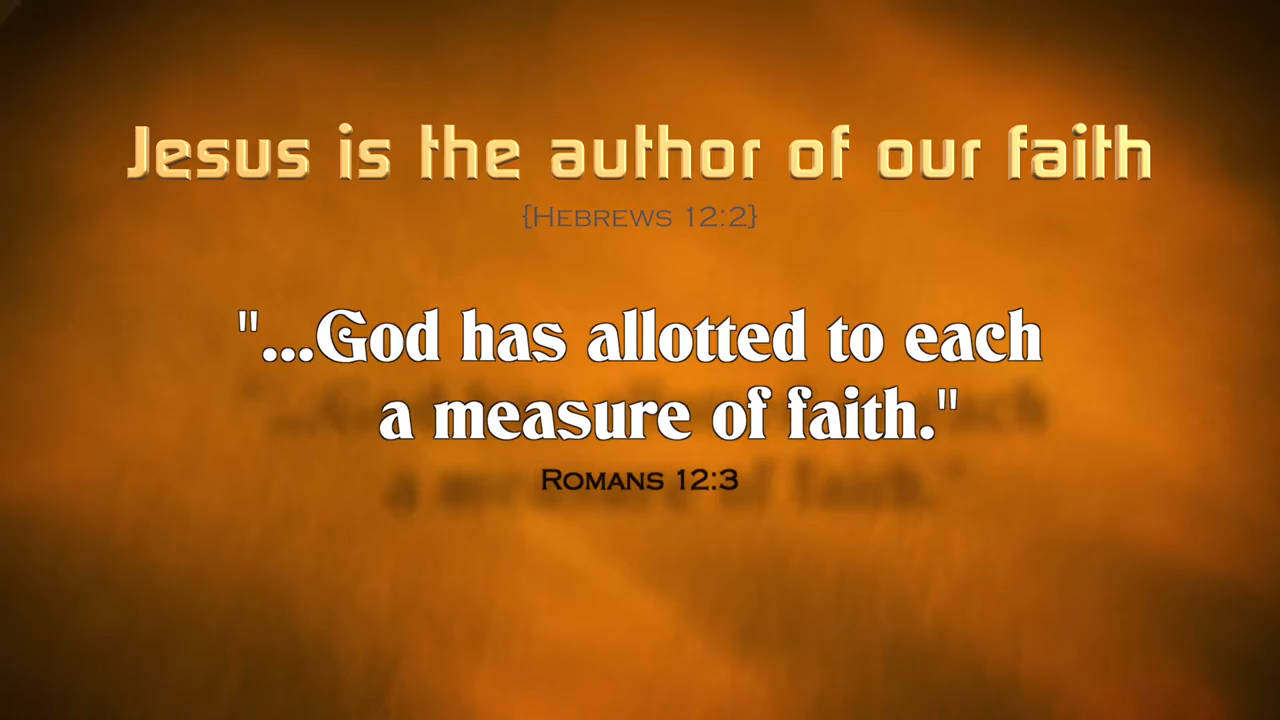 Jesus is the author of our faith
{Hebrews 12:2}
"...God has allotted to each
a measure of faith."
Romans 12:3